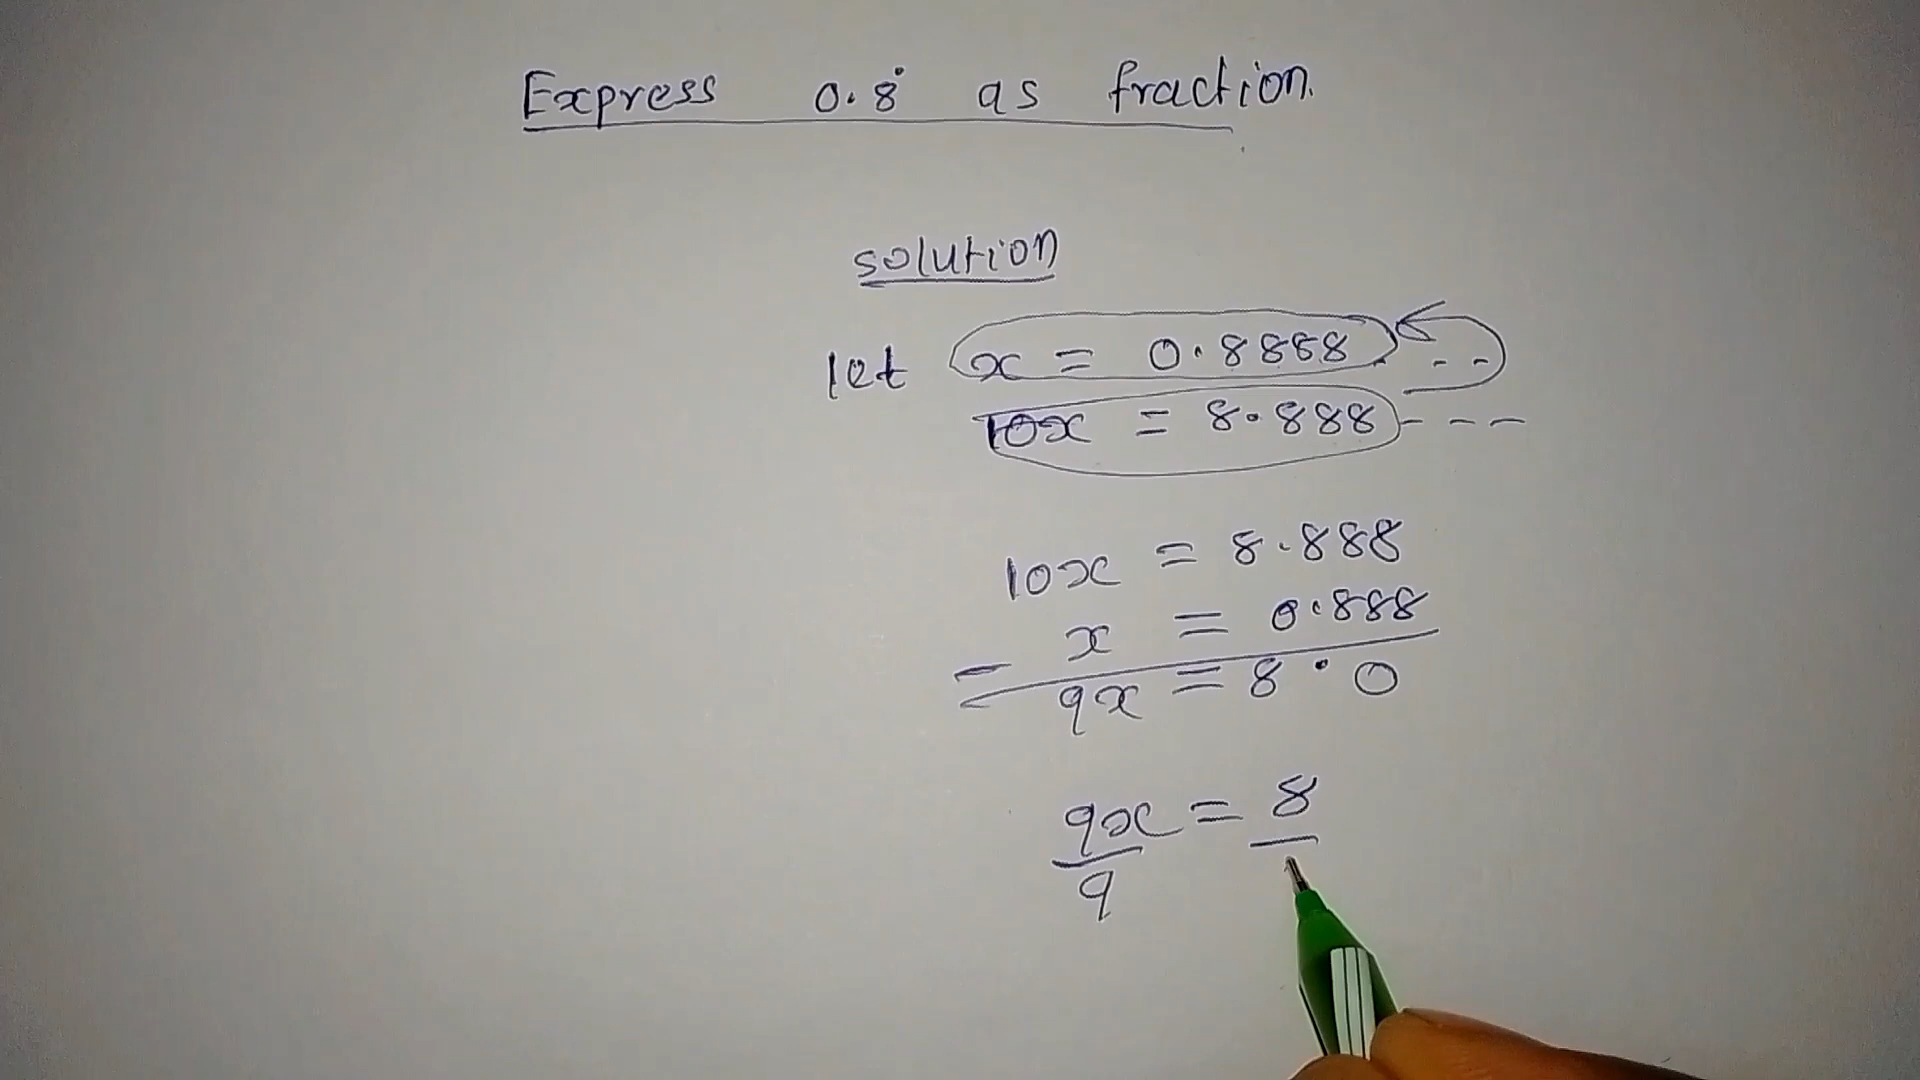 Express 0.8̇ as fraction.
solution
let x = 0.8888 . - - -
10x = 8.888 - - -
10x = 8.888
- x = 0.888
9x = 8.0
9x = 8
9